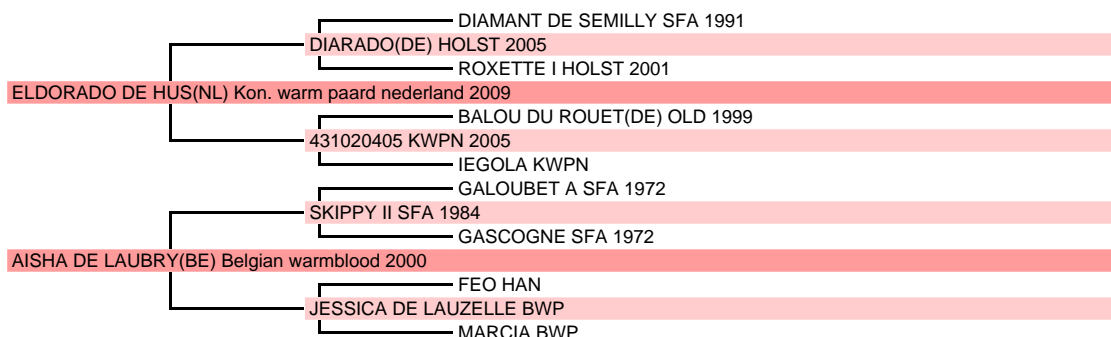 DIAMANT DE SEMILLY SFA 1991
DIARADO(DE) HOLST 2005
ROXETTE I HOLST 2001
ELDORADO DE HUS(NL) Kon. warm paard nederland 2009
BALOU DU ROUET(DE) OLD 1999
431020405 KWPN 2005
IEGOLA KWPN
GALOUBET A SFA 1972
SKIPPY II SFA 1984
GASCOGNE SFA 1972
AISHA DE LAUBRY(BE) Belgian warmblood 2000
FEO HAN
JESSICA DE LAUZELLE BWP
MARCIA BWP